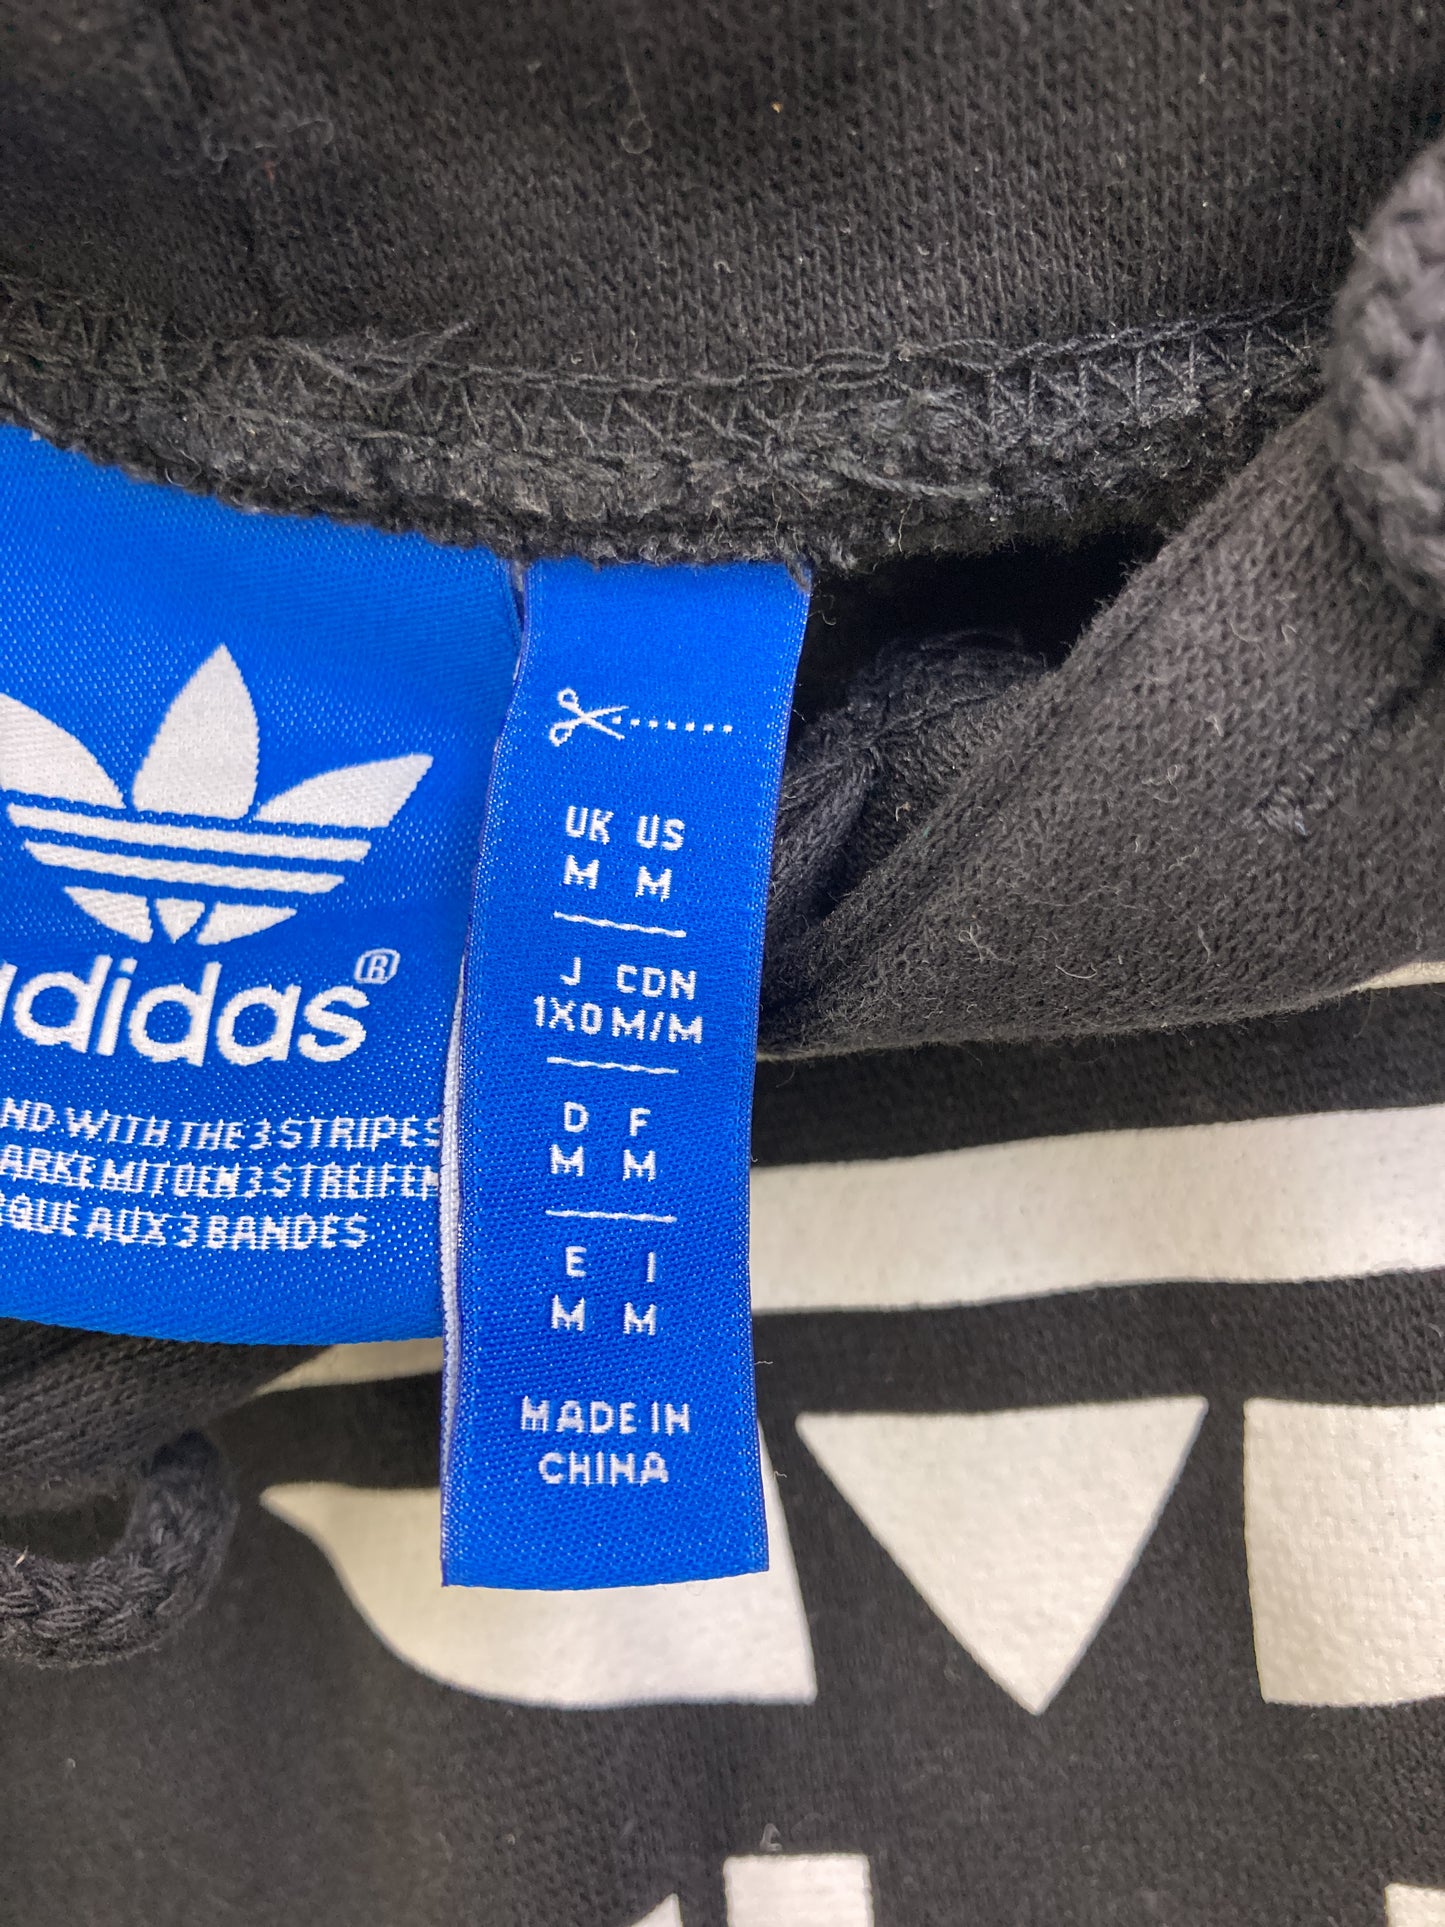 adidas®
ND WITH THE 3 STRIPES
ARKE MIT DEN 3 STREIFEN
QUE AUX 3 BANDES
UK US
M M
J CDN
1XO M/M
D F
M M
E I
M M
MADE IN
CHINA